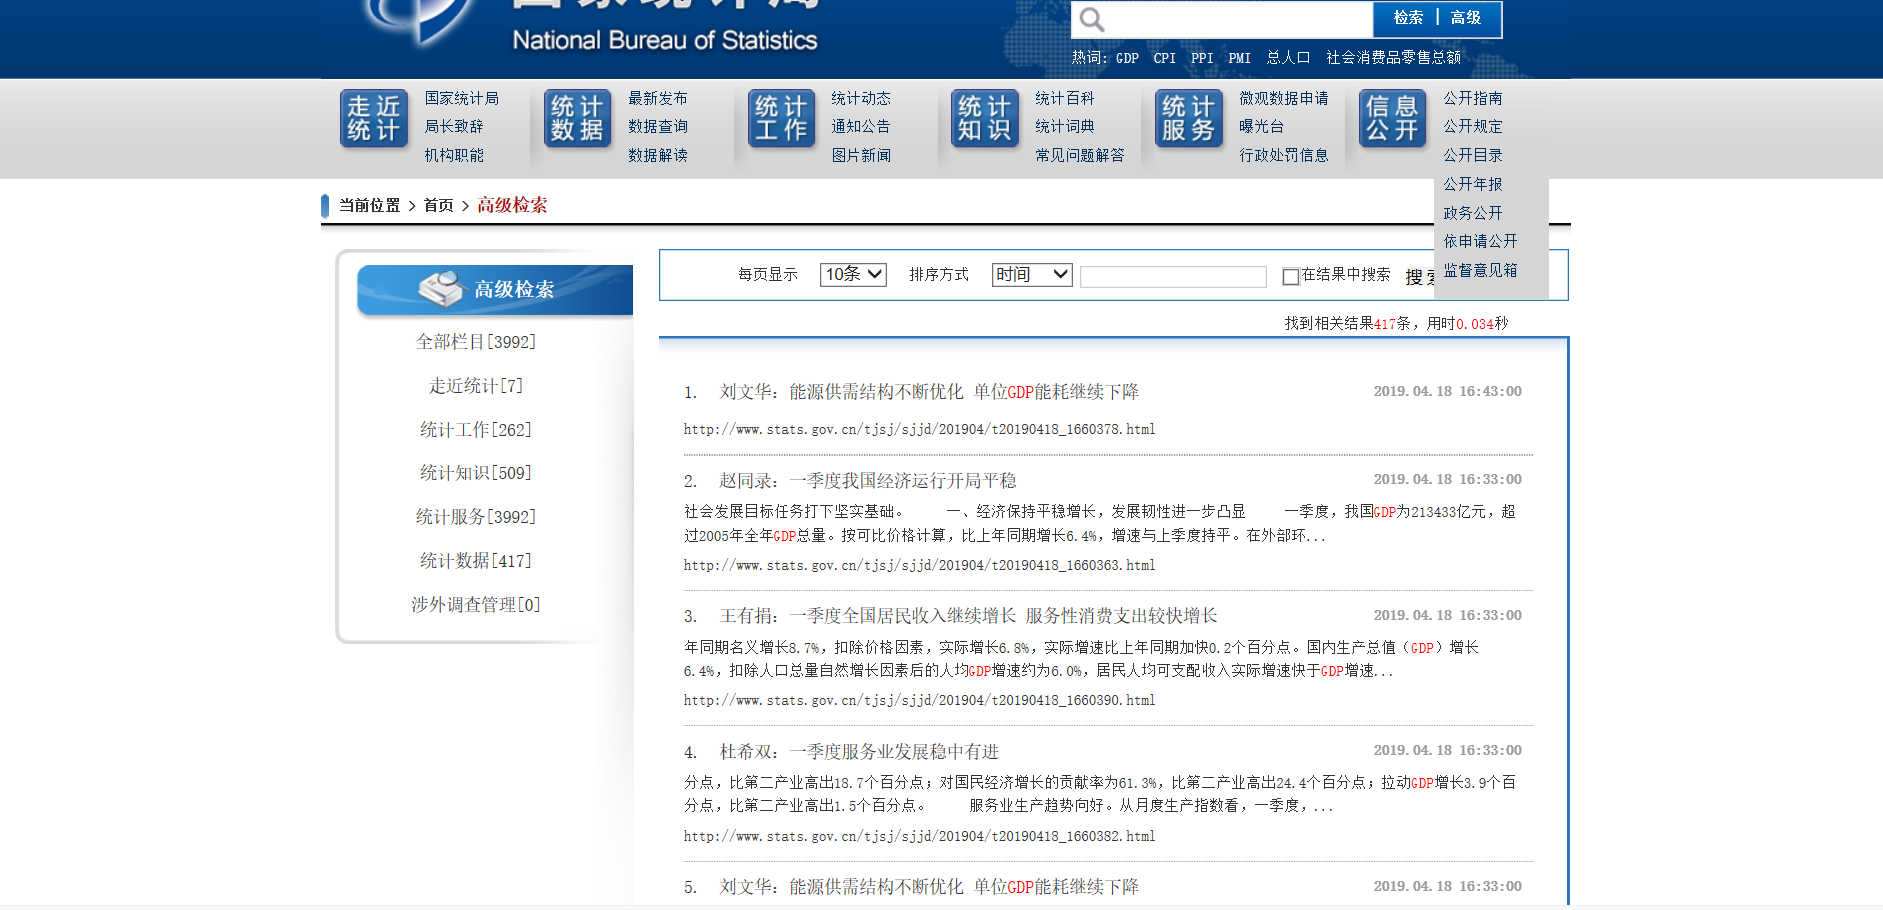 National Bureau of Statistics
检索 | 高级
热词: GDP CPI PPI PMI 总人口 社会消费品零售总额
走近统计
国家统计局
局长致辞
机构职能
统计数据
最新发布
数据查询
数据解读
统计工作
统计动态
通知公告
图片新闻
统计知识
统计百科
统计词典
常见问题解答
统计服务
微观数据申请
曝光台
行政处罚信息
信息公开
公开指南
公开规定
公开目录
公开年报
政务公开
依申请公开
监督意见箱
当前位置 > 首页 > 高级检索
高级检索
全部栏目[3992]
走近统计[7]
统计工作[262]
统计知识[509]
统计服务[3992]
统计数据[417]
涉外调查管理[0]
每页显示 10条 排序方式 时间 在结果中搜索 搜
找到相关结果417条，用时0.034秒
1. 刘文华：能源供需结构不断优化 单位GDP能耗继续下降 2019.04.18 16:43:00
http://www.stats.gov.cn/tjsj/sjjd/201904/t20190418_1660378.html
2. 赵同录：一季度我国经济运行开局平稳 2019.04.18 16:33:00
社会发展目标任务打下坚实基础。 一、经济保持平稳增长，发展韧性进一步凸显 一季度，我国GDP为213433亿元，超
过2005年全年GDP总量。按可比价格计算，比上年同期增长6.4%，增速与上季度持平。在外部环...
http://www.stats.gov.cn/tjsj/sjjd/201904/t20190418_1660363.html
3. 王有捐：一季度全国居民收入继续增长 服务性消费支出较快增长 2019.04.18 16:33:00
年同期名义增长8.7%，扣除价格因素，实际增长6.8%，实际增速比上年同期加快0.2个百分点。国内生产总值（GDP）增长
6.4%，扣除人口总量自然增长因素后的人均GDP增速约为6.0%，居民人均可支配收入实际增速快于GDP增速...
http://www.stats.gov.cn/tjsj/sjjd/201904/t20190418_1660390.html
4. 杜希双：一季度服务业发展稳中有进 2019.04.18 16:33:00
分点，比第二产业高出18.7个百分点；对国民经济增长的贡献率为61.3%，比第二产业高出24.4个百分点；拉动GDP增长3.9个百
分点，比第二产业高出1.5个百分点。 服务业生产趋势向好。从月度生产指数看，一季度，...
http://www.stats.gov.cn/tjsj/sjjd/201904/t20190418_1660382.html
5. 刘文华：能源供需结构不断优化 单位GDP能耗继续下降 2019.04.18 16:33:00